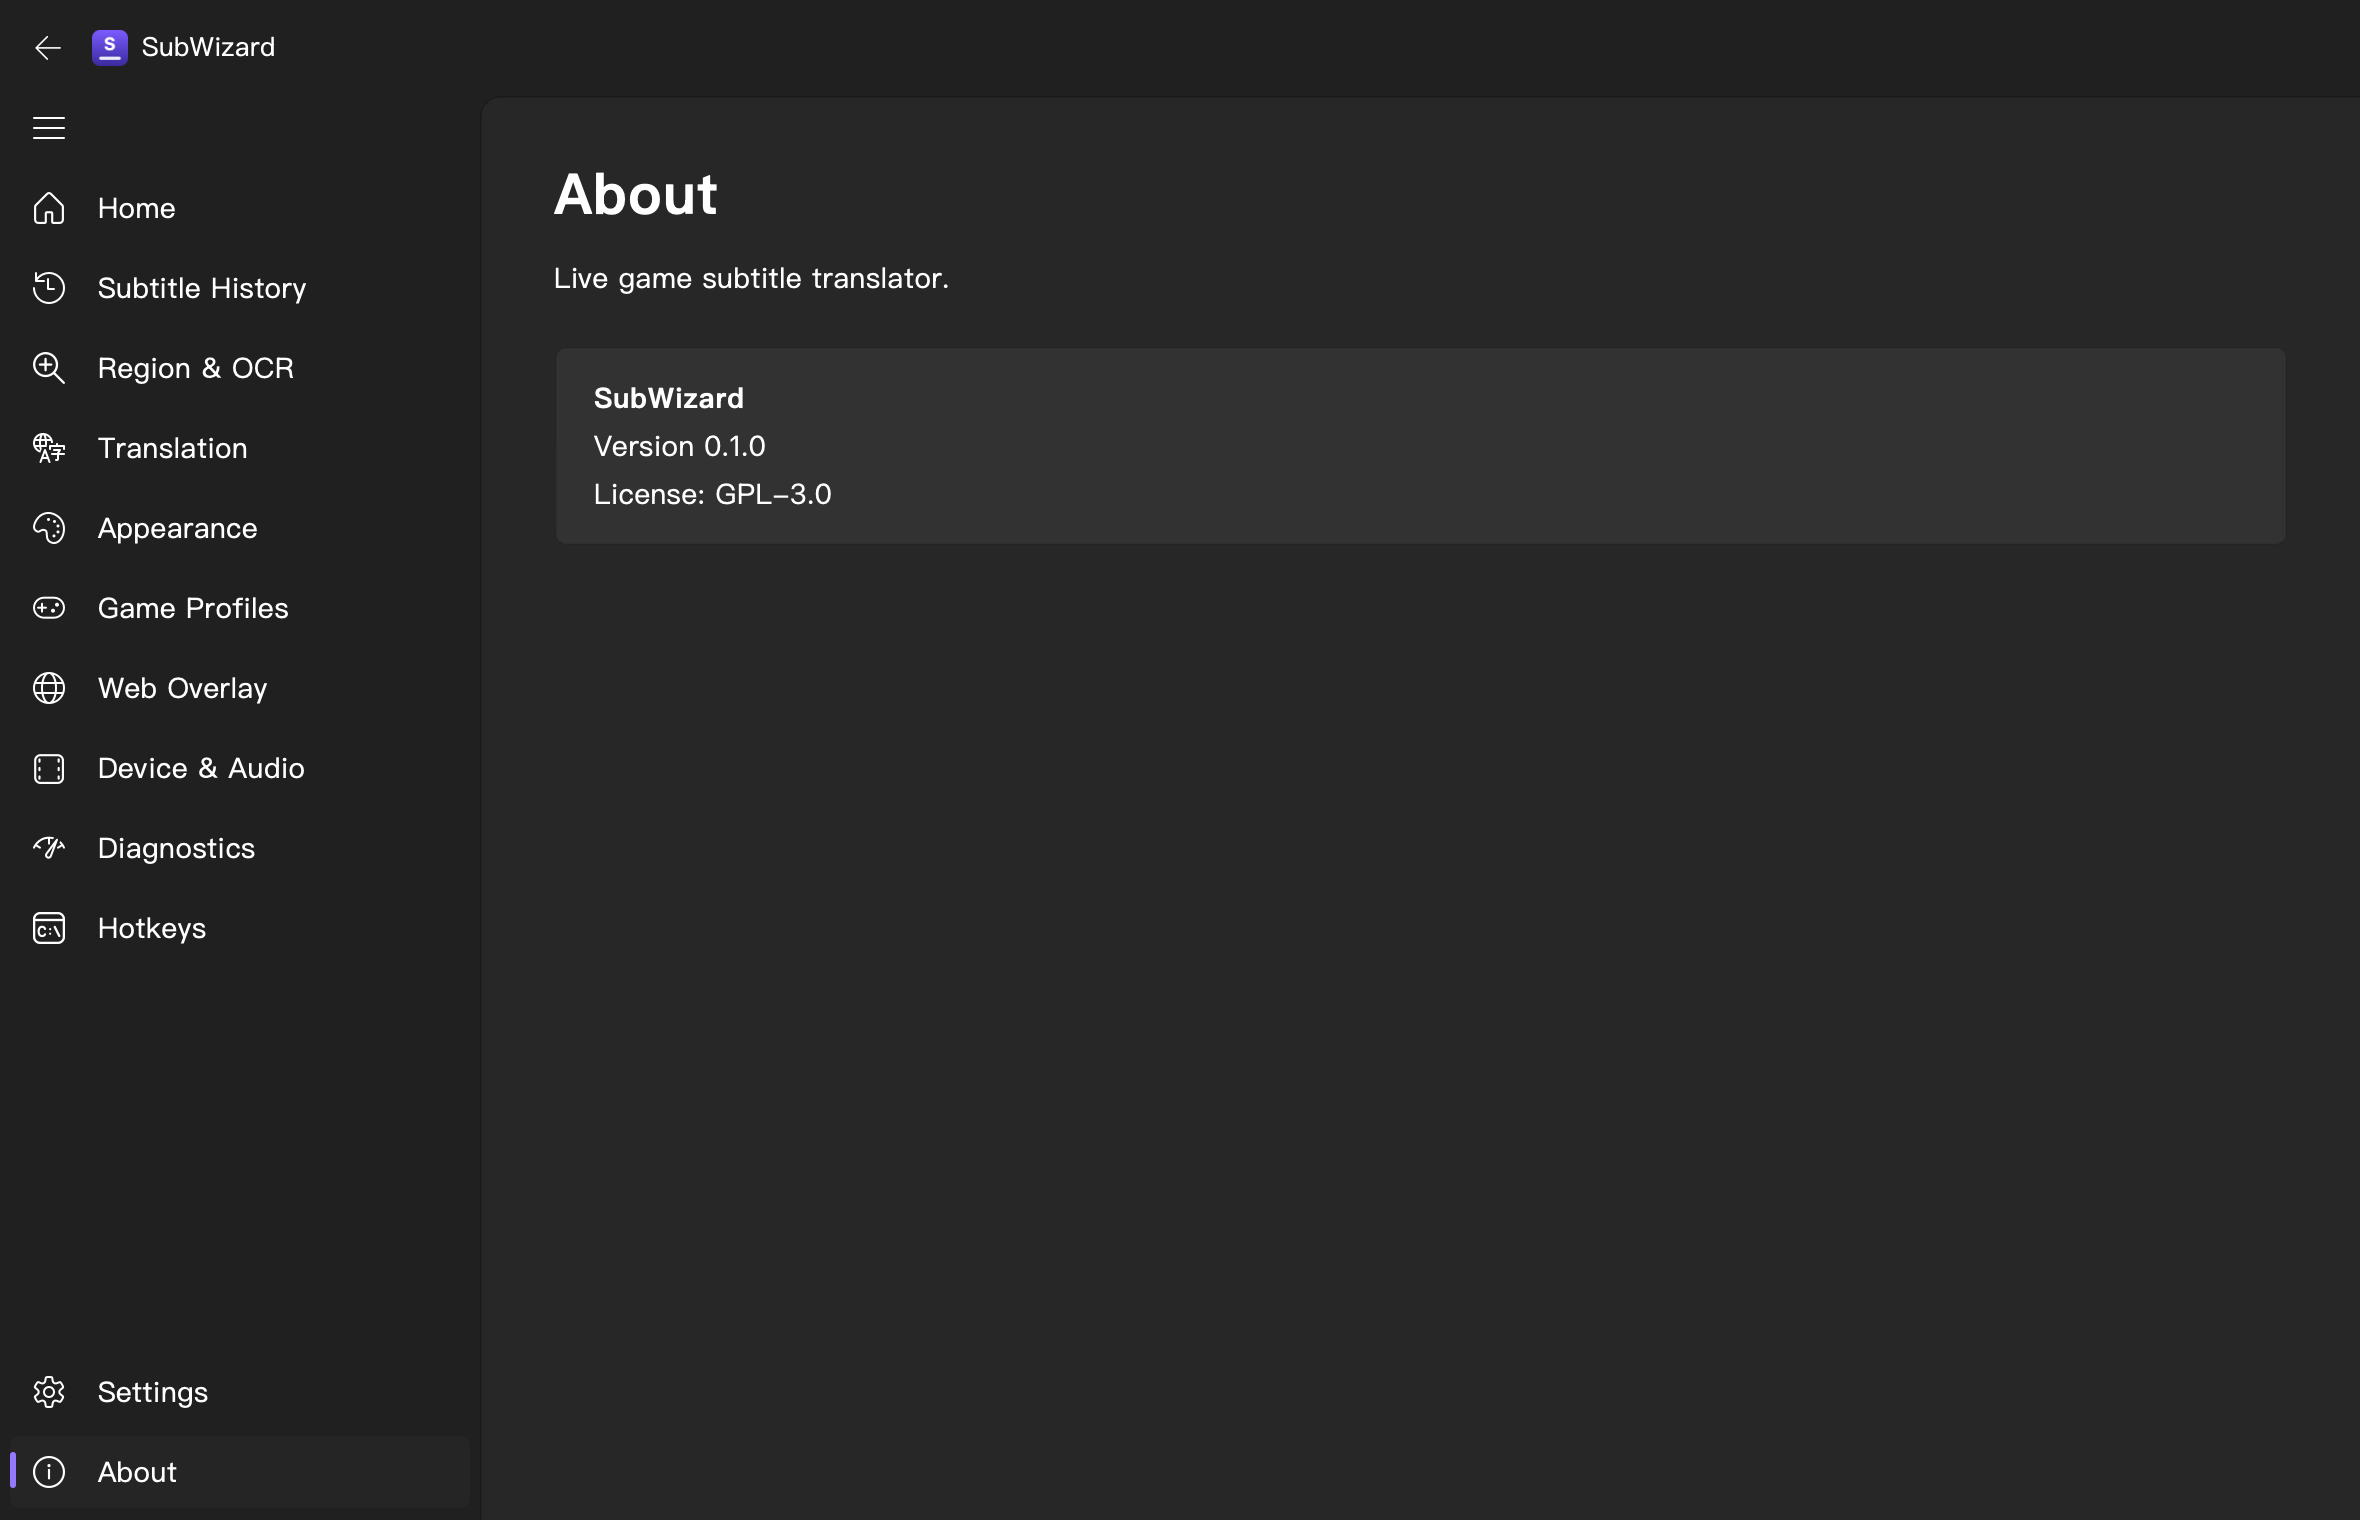 SubWizard
Home
Subtitle History
Region & OCR
Translation
Appearance
Game Profiles
Web Overlay
Device & Audio
Diagnostics
Hotkeys
Settings
About
About
Live game subtitle translator.
SubWizard
Version 0.1.0
License: GPL-3.0